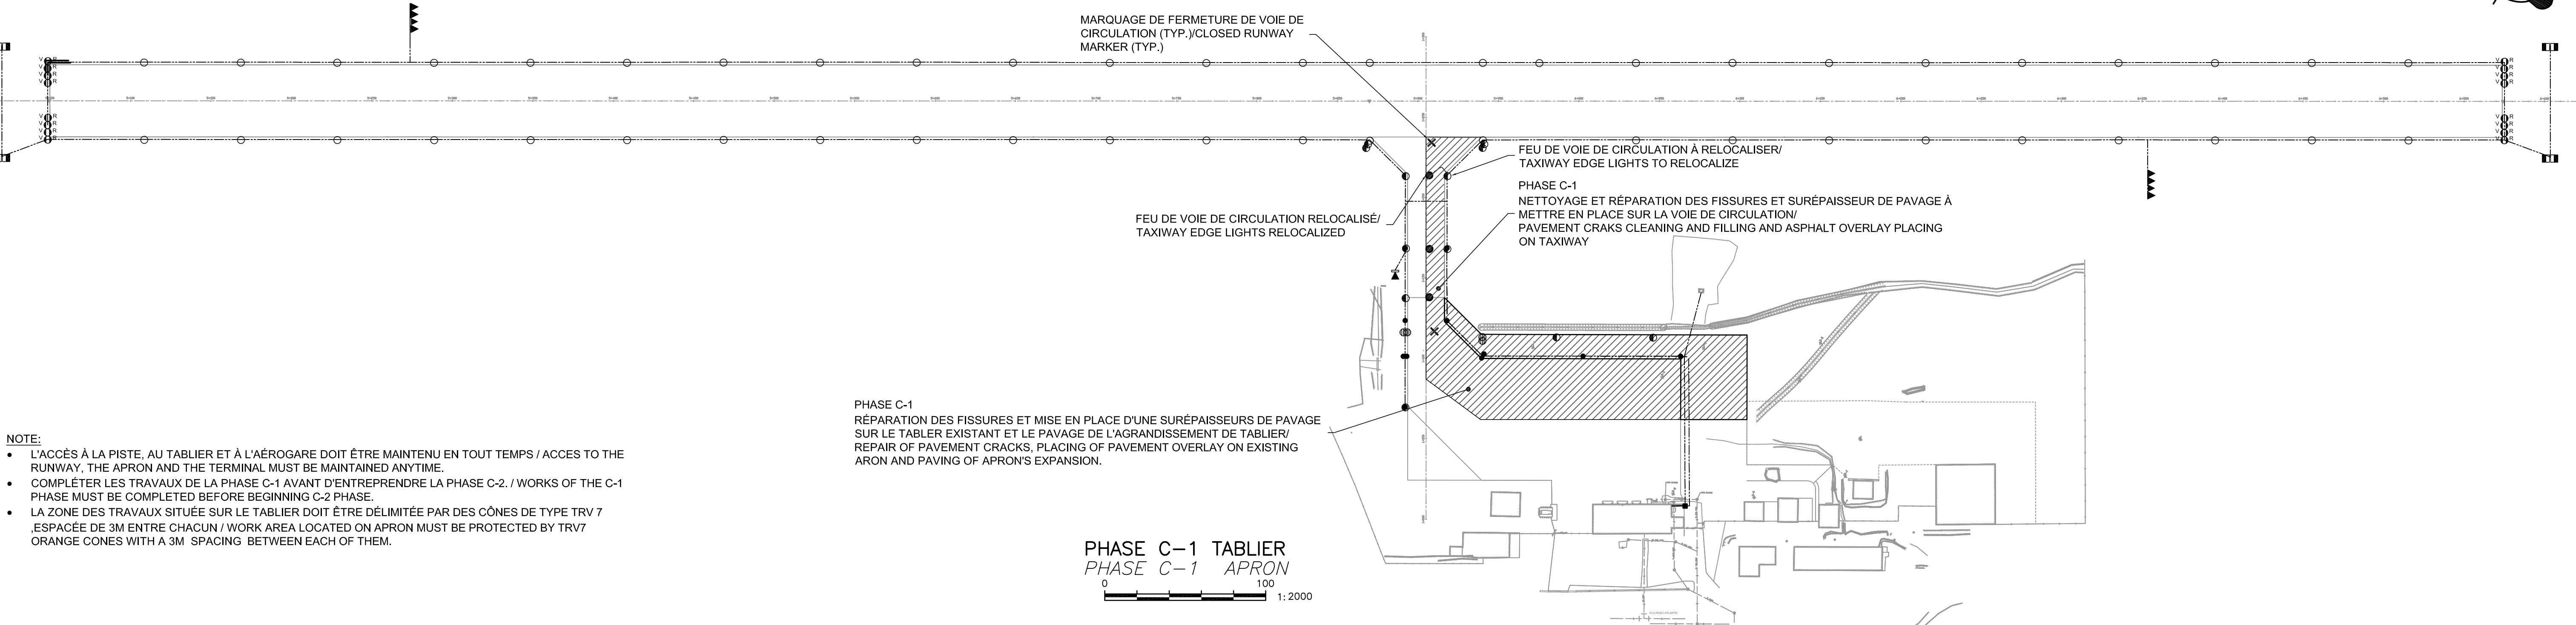 MARQUAGE DE FERMETURE DE VOIE DE
CIRCULATION (TYP.)/CLOSED RUNWAY
MARKER (TYP.)
FEU DE VOIE DE CIRCULATION À RELOCALISER/
TAXIWAY EDGE LIGHTS TO RELOCALIZE
PHASE C-1
NETTOYAGE ET RÉPARATION DES FISSURES ET SURÉPAISSEUR DE PAVAGE À
METTRE EN PLACE SUR LA VOIE DE CIRCULATION/
PAVEMENT CRAKS CLEANING AND FILLING AND ASPHALT OVERLAY PLACING
ON TAXIWAY
FEU DE VOIE DE CIRCULATION RELOCALISÉ/
TAXIWAY EDGE LIGHTS RELOCALIZED
PHASE C-1
RÉPARATION DES FISSURES ET MISE EN PLACE D'UNE SURÉPAISSEURS DE PAVAGE
SUR LE TABLER EXISTANT ET LE PAVAGE DE L'AGRANDISSEMENT DE TABLIER/
REPAIR OF PAVEMENT CRACKS, PLACING OF PAVEMENT OVERLAY ON EXISTING
ARON AND PAVING OF APRON'S EXPANSION.
NOTE:
• L'ACCÈS À LA PISTE, AU TABLIER ET À L'AÉROGARE DOIT ÊTRE MAINTENU EN TOUT TEMPS / ACCES TO THE
RUNWAY, THE APRON AND THE TERMINAL MUST BE MAINTAINED ANYTIME.
• COMPLÉTER LES TRAVAUX DE LA PHASE C-1 AVANT D'ENTREPRENDRE LA PHASE C-2. / WORKS OF THE C-1
PHASE MUST BE COMPLETED BEFORE BEGINNING C-2 PHASE.
• LA ZONE DES TRAVAUX SITUÉE SUR LE TABLIER DOIT ÊTRE DÉLIMITÉE PAR DES CÔNES DE TYPE TRV 7
,ESPACÉE DE 3M ENTRE CHACUN / WORK AREA LOCATED ON APRON MUST BE PROTECTED BY TRV7
ORANGE CONES WITH A 3M SPACING BETWEEN EACH OF THEM.
PHASE C-1 TABLIER
PHASE C-1 APRON
0 100
1: 2000